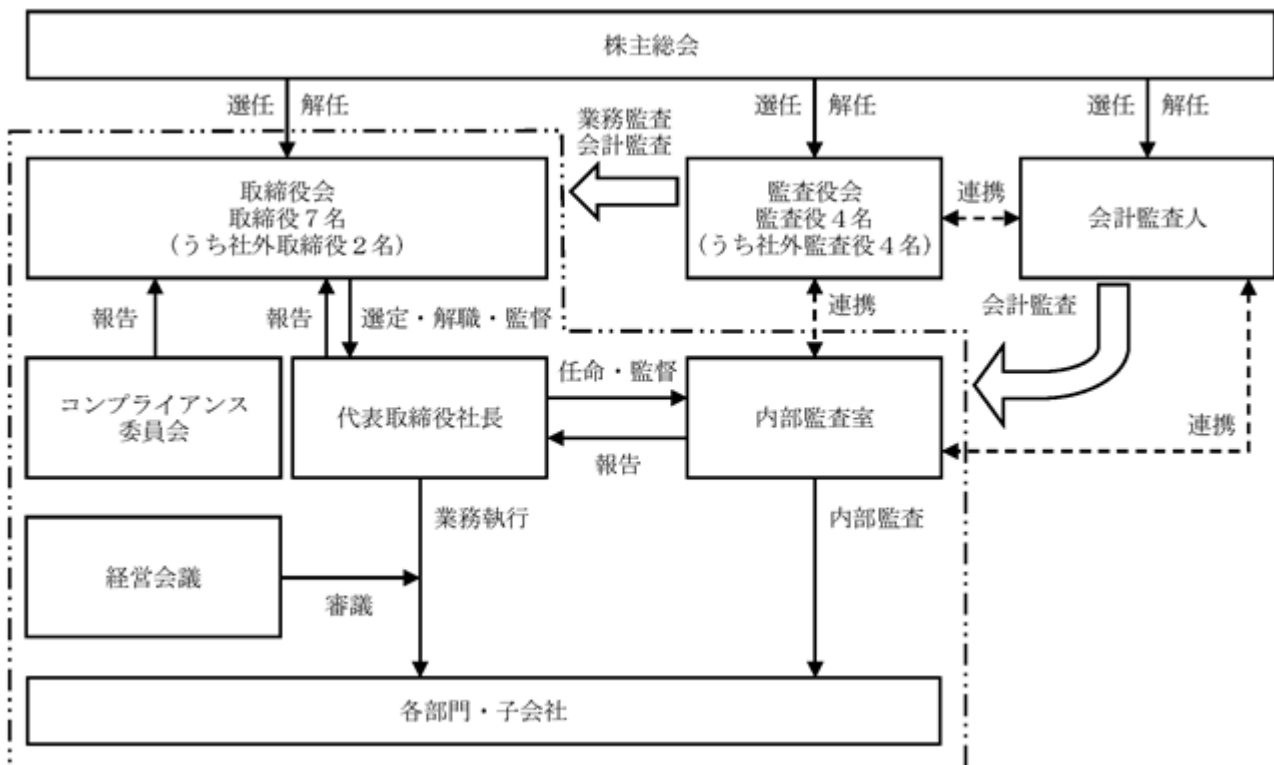 株主総会
選任
解任
選任
解任
選任
解任
業務監査
会計監査
取締役会
取締役7名
(うち社外取締役2名)
監査役会
監査役4名
(うち社外監査役4名)
連携
会計監査人
報告
報告
選定・解職・監督
連携
会計監査
コンプライアンス
委員会
代表取締役社長
任命・監督
報告
内部監査室
連携
業務執行
内部監査
経営会議
審議
各部門・子会社